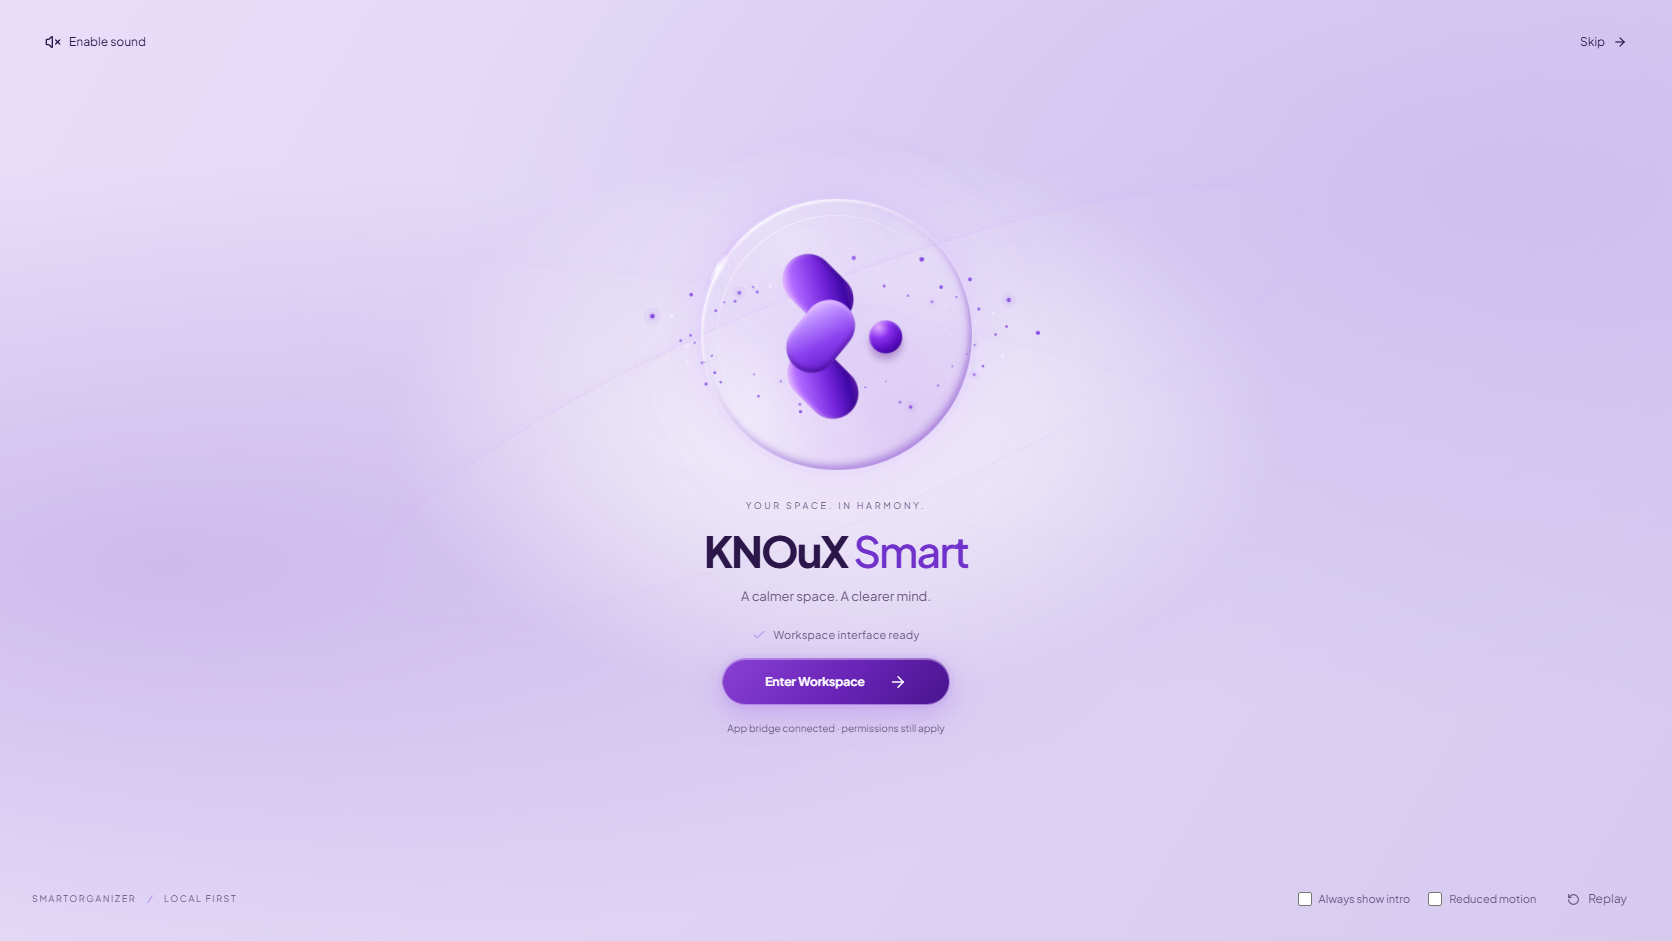 Enable sound
Skip
YOUR SPACE. IN HARMONY.
KNOuX Smart
A calmer space. A clearer mind.
Workspace interface ready
Enter Workspace
App bridge connected · permissions still apply
SMARTORGANIZER / LOCAL FIRST
Always show intro
Reduced motion
Replay